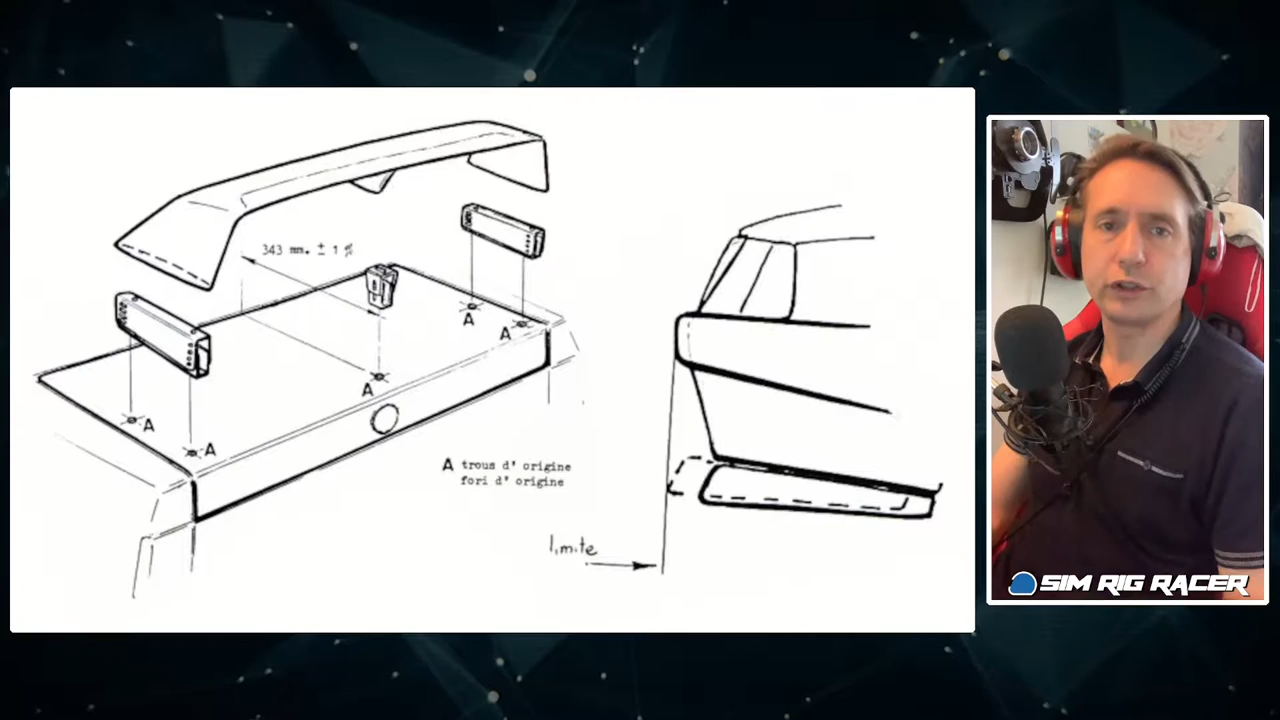 343 mm. ± 1 %
A
A
A
A
A
A trous d' origine
fori d' origine
limite
SIM RIG RACER